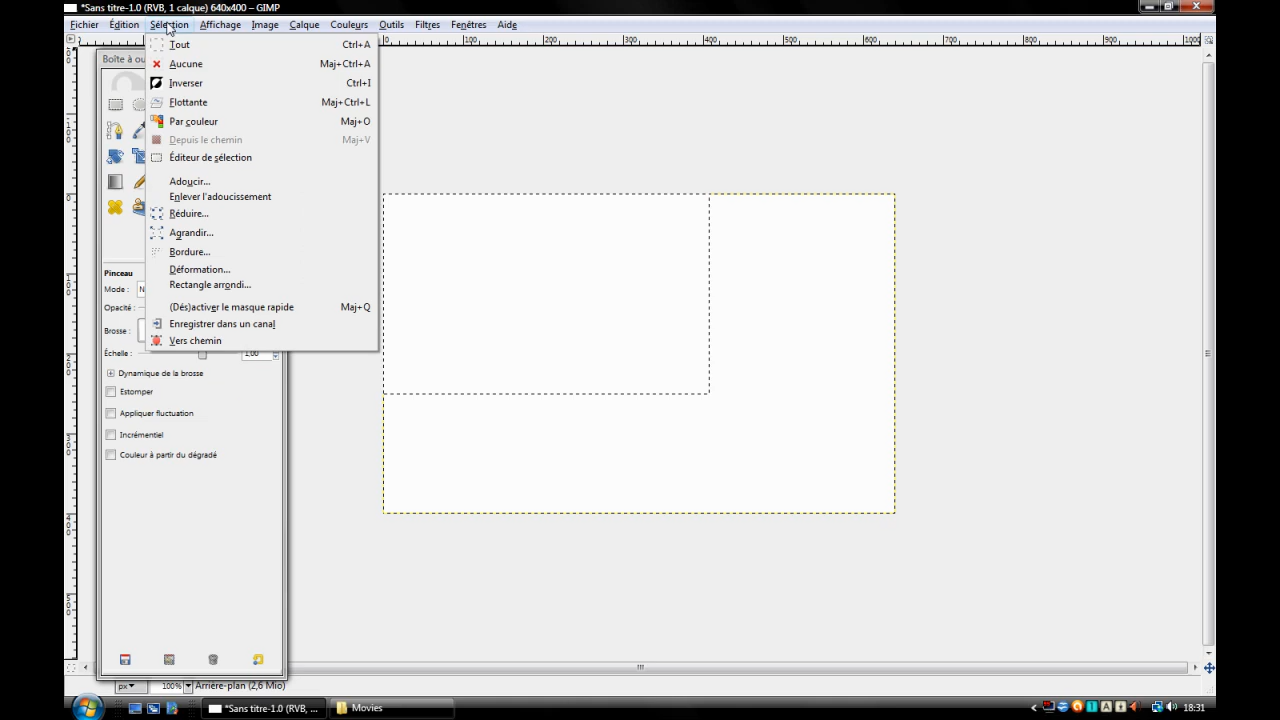 *Sans titre-1.0 (RVB, 1 calque) 640x400 – GIMP
Fichier Édition Sélection Affichage Image Calque Couleurs Outils Filtres Fenêtres Aide
0 100 200 300 400 500 600 700 800 900 1000
Boîte à ou
Tout Ctrl+A
Aucune Maj+Ctrl+A
Inverser Ctrl+I
Flottante Maj+Ctrl+L
Par couleur Maj+O
Depuis le chemin Maj+V
Éditeur de sélection
Adoucir...
Enlever l'adoucissement
Réduire...
Agrandir...
Bordure...
Déformation...
Rectangle arrondi...
(Dés)activer le masque rapide Maj+Q
Enregistrer dans un canal
Vers chemin
Pinceau
Mode : N
Opacité :
Brosse :
Échelle : 1,00
Dynamique de la brosse
Estomper
Appliquer fluctuation
Incrémentiel
Couleur à partir du dégradé
px 100% Arrière-plan (2,6 Mio)
*Sans titre-1.0 (RVB, ... Movies 18:31